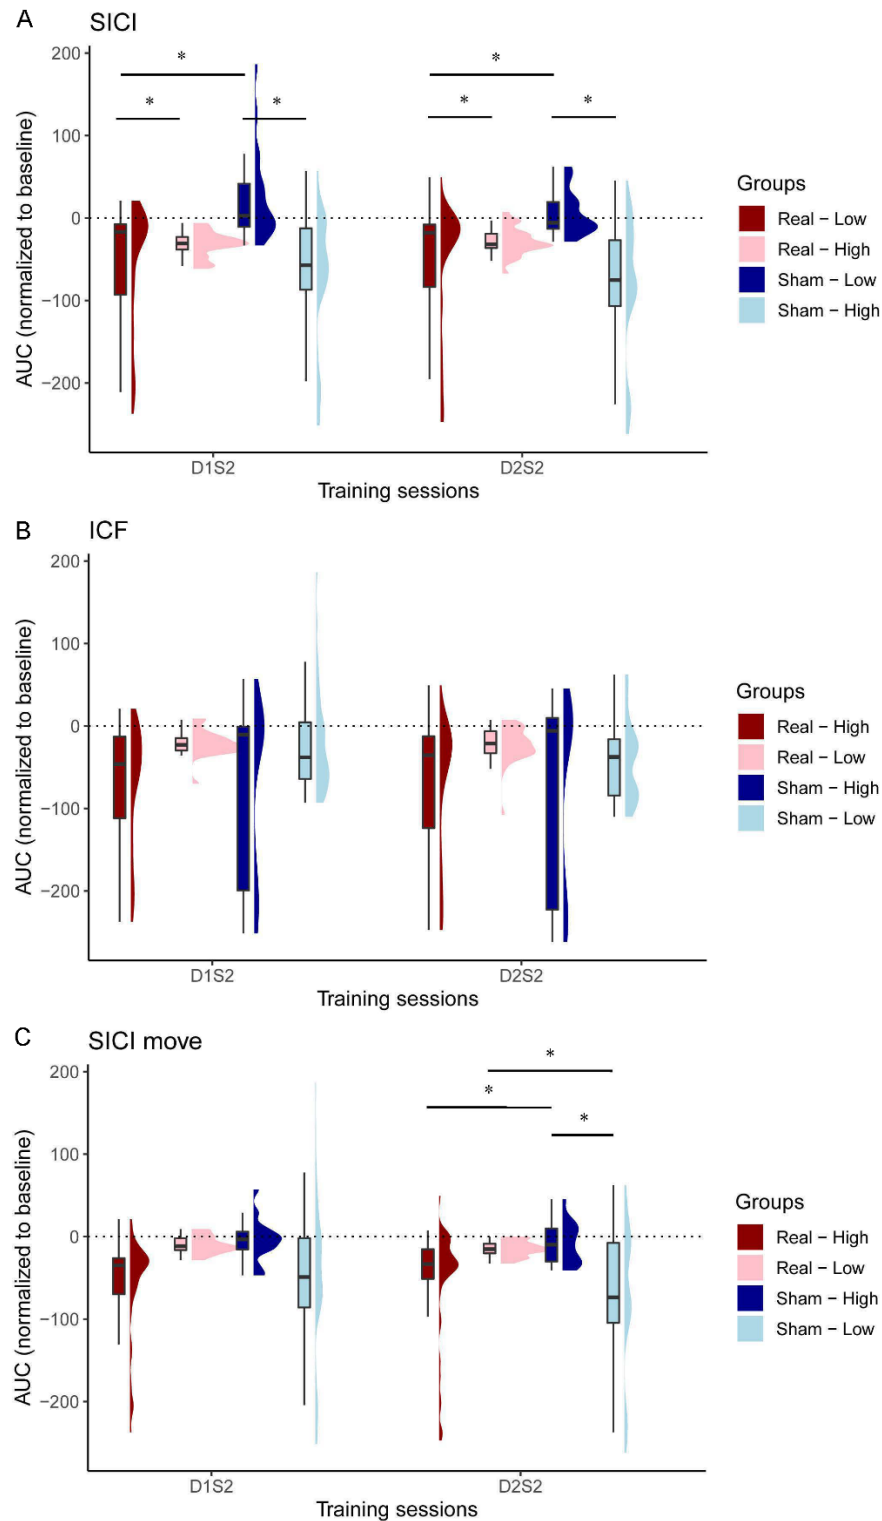 A
SICI
200
100
0
−100
−200
AUC (normalized to baseline)
*
*
*
*
*
*
D1S2
D2S2
Training sessions
Groups
Real − Low
Real − High
Sham − Low
Sham − High
B
ICF
200
100
0
−100
−200
AUC (normalized to baseline)
D1S2
D2S2
Training sessions
Groups
Real − High
Real − Low
Sham − High
Sham − Low
C
SICI move
200
100
0
−100
−200
AUC (normalized to baseline)
*
*
*
D1S2
D2S2
Training sessions
Groups
Real − High
Real − Low
Sham − High
Sham − Low